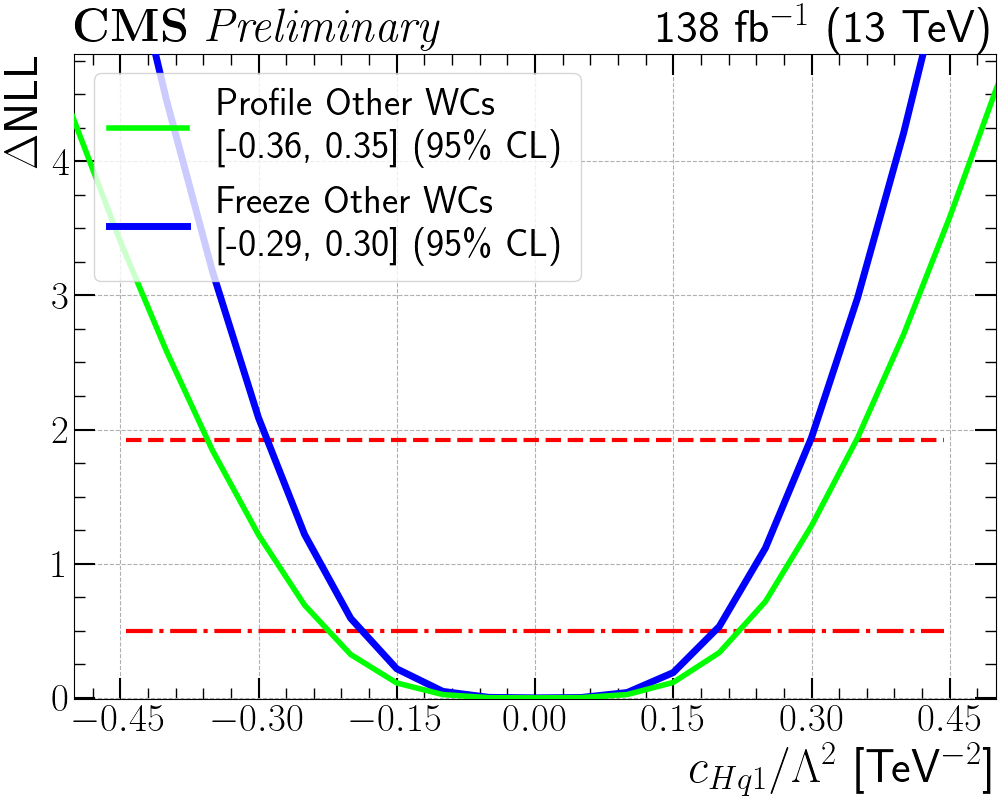 CMS Preliminary
138 fb⁻¹ (13 TeV)
ΔNLL
Profile Other WCs
[-0.36, 0.35] (95% CL)
Freeze Other WCs
[-0.29, 0.30] (95% CL)
4
3
2
1
0
−0.45 −0.30 −0.15 0.00 0.15 0.30 0.45
c_{Hq1}/Λ² [TeV⁻²]